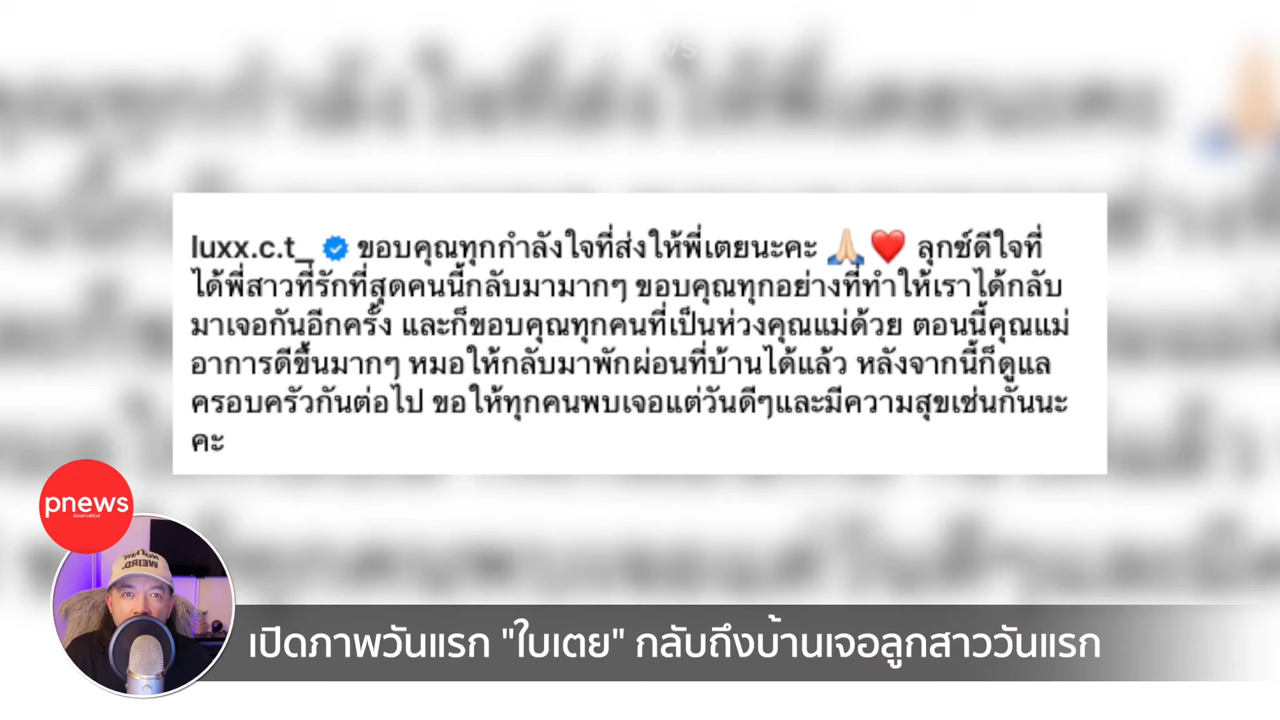 luxx.c.t_ ขอบคุณทุกกำลังใจที่ส่งให้พี่เตยนะคะ 🙏🏻❤️ ลุกซ์ดีใจที่
ได้พี่สาวที่รักที่สุดคนนี้กลับมามากๆ ขอบคุณทุกอย่างที่ทำให้เราได้กลับ
มาเจอกันอีกครั้ง และก็ขอบคุณทุกคนที่เป็นห่วงคุณแม่ด้วย ตอนนี้คุณแม่
อาการดีขึ้นมากๆ หมอให้กลับมาพักผ่อนที่บ้านได้แล้ว หลังจากนี้ก็ดูแล
ครอบครัวกันต่อไป ขอให้ทุกคนพบเจอแต่วันดีๆและมีความสุขเช่นกันนะ
คะ
pnews
WEIRD.
เปิดภาพวันแรก "ใบเตย" กลับถึงบ้านเจอลูกสาววันแรก